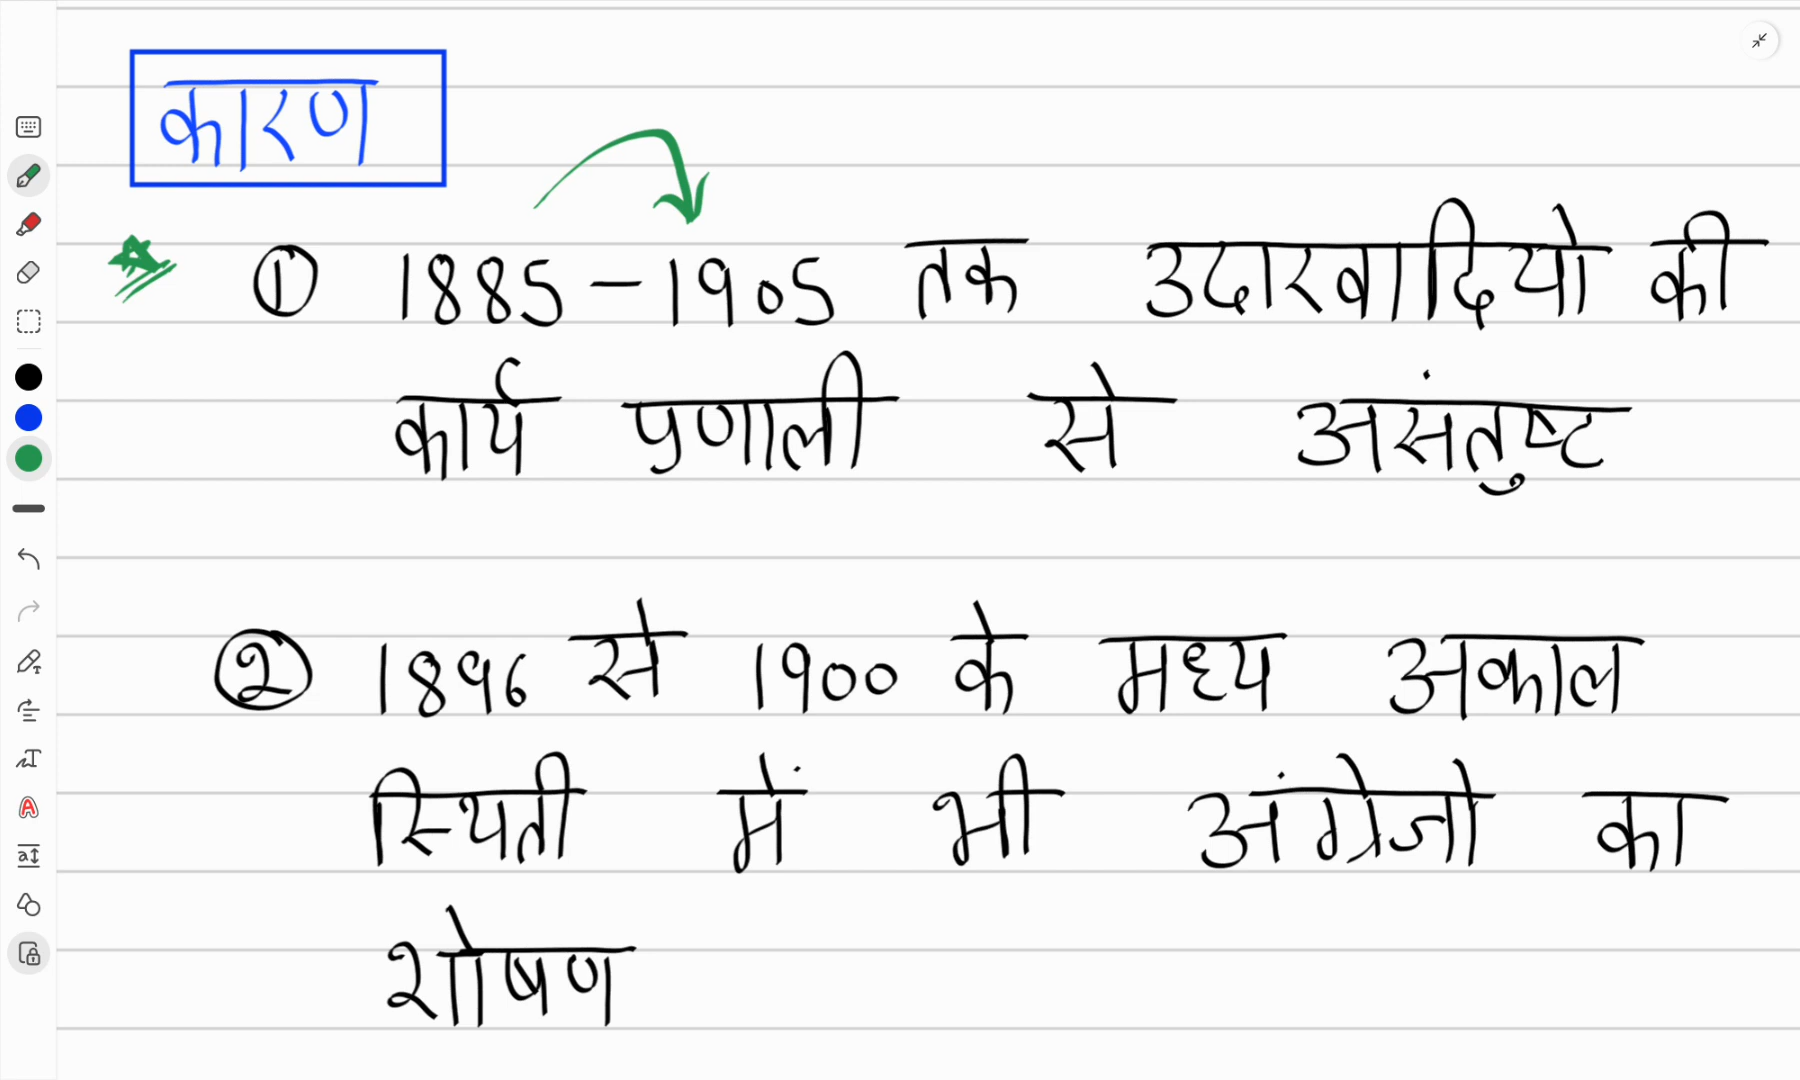 कारण
① 1885-1905 तक उदारवादियो की
कार्य प्रणाली से असंतुष्ट
② 1896 से 1900 के मध्य अकाल
स्थिती में भी अंग्रेजो का
शोषण